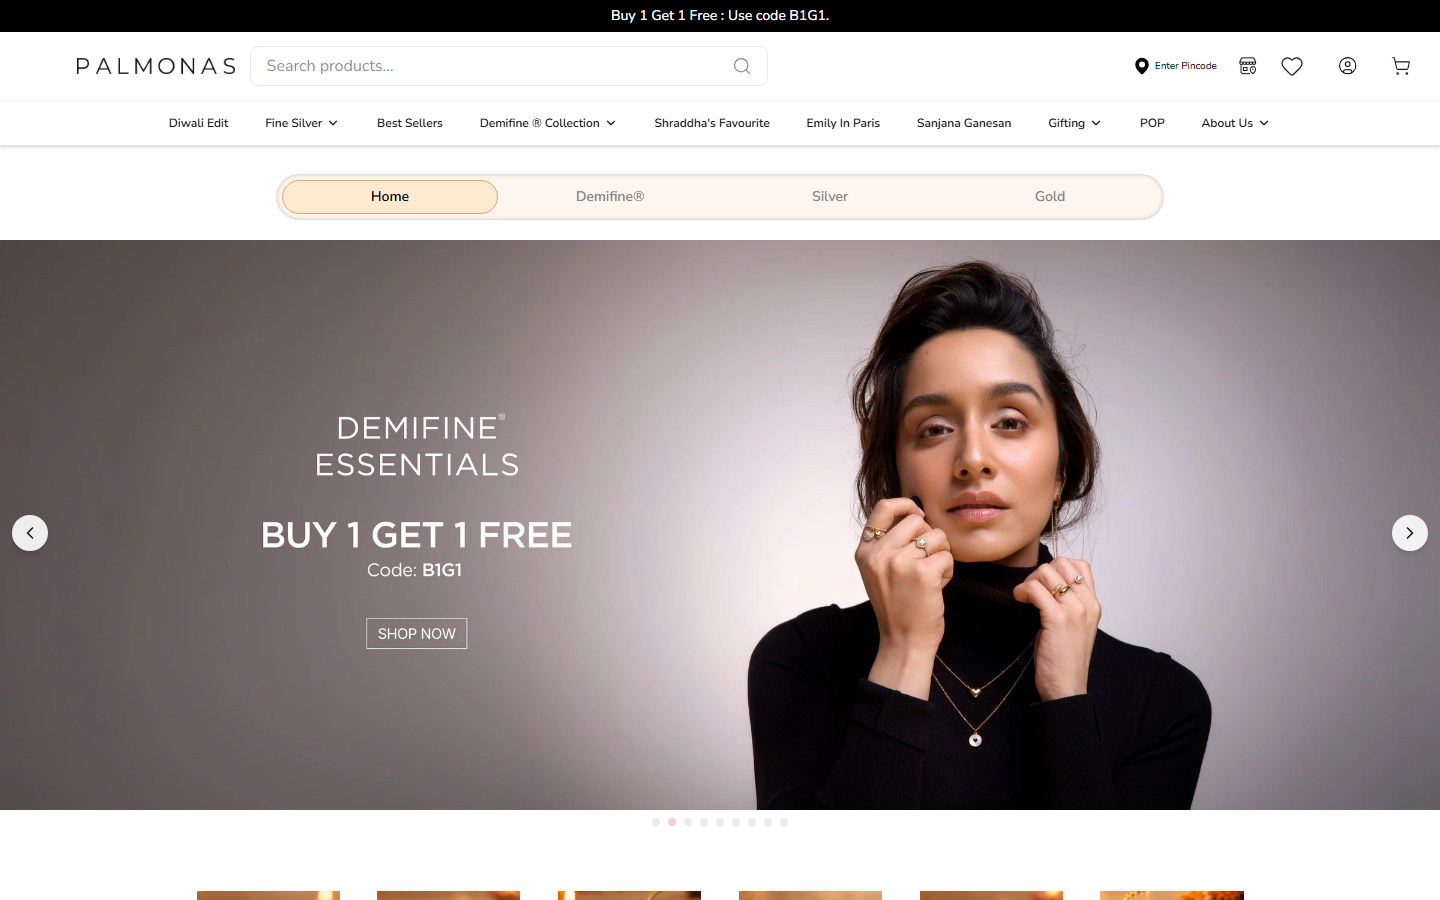 Buy 1 Get 1 Free : Use code B1G1.
PALMONAS
Search products...
Enter Pincode
Diwali Edit
Fine Silver
Best Sellers
Demifine ® Collection
Shraddha's Favourite
Emily In Paris
Sanjana Ganesan
Gifting
POP
About Us
Home
Demifine®
Silver
Gold
DEMIFINE®
ESSENTIALS
BUY 1 GET 1 FREE
Code: B1G1
SHOP NOW